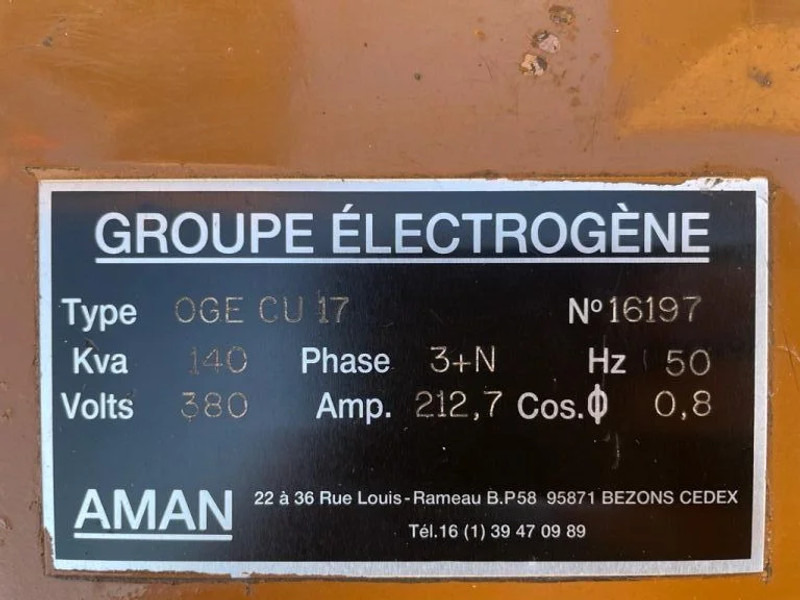 GROUPE ÉLECTROGÈNE
Type OGE CU 17 Nº 16197
Kva 140 Phase 3+N Hz 50
Volts 380 Amp. 212,7 Cos.ϕ 0,8
AMAN 22 à 36 Rue Louis-Rameau B.P58 95871 BEZONS CEDEX
Tél.16 (1) 39 47 09 89